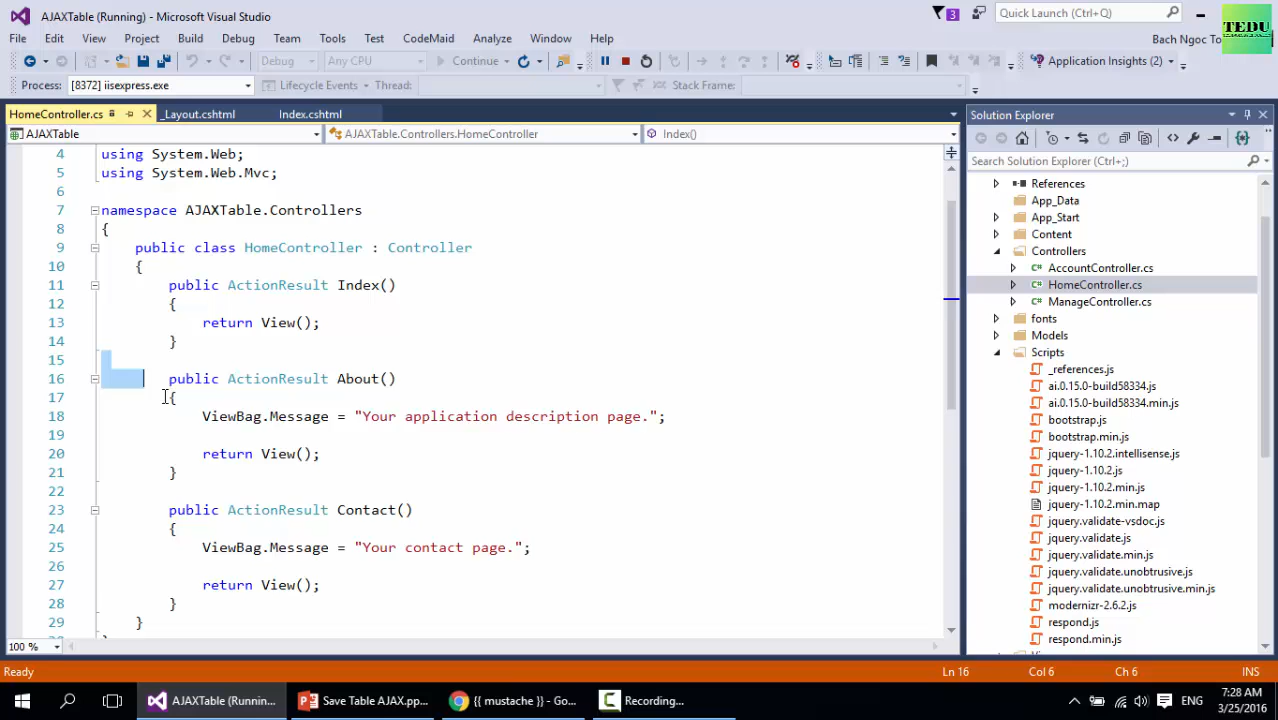 AJAXTable (Running) - Microsoft Visual Studio
3
Quick Launch (Ctrl+Q)
TEDU
File Edit View Project Build Debug Team Tools Test CodeMaid Analyze Window Help
Bach Ngoc To
Debug Any CPU Continue Application Insights (2)
Process: [8372] iisexpress.exe Lifecycle Events Thread: Stack Frame:
HomeController.cs _Layout.cshtml Index.cshtml
AJAXTable AJAXTable.Controllers.HomeController Index()
4 using System.Web;
5 using System.Web.Mvc;
6
7 namespace AJAXTable.Controllers
8 {
9 public class HomeController : Controller
10 {
11 public ActionResult Index()
12 {
13 return View();
14 }
15
16 public ActionResult About()
17 {
18 ViewBag.Message = "Your application description page.";
19
20 return View();
21 }
22
23 public ActionResult Contact()
24 {
25 ViewBag.Message = "Your contact page.";
26
27 return View();
28 }
29 }
100 %
Solution Explorer
Search Solution Explorer (Ctrl+;)
References
App_Data
App_Start
Content
Controllers
AccountController.cs
HomeController.cs
ManageController.cs
fonts
Models
Scripts
_references.js
ai.0.15.0-build58334.js
ai.0.15.0-build58334.min.js
bootstrap.js
bootstrap.min.js
jquery-1.10.2.intellisense.js
jquery-1.10.2.js
jquery-1.10.2.min.js
jquery-1.10.2.min.map
jquery.validate-vsdoc.js
jquery.validate.js
jquery.validate.min.js
jquery.validate.unobtrusive.js
jquery.validate.unobtrusive.min.js
modernizr-2.6.2.js
respond.js
respond.min.js
Ready Ln 16 Col 6 Ch 6 INS
AJAXTable (Runnin... Save Table AJAX.pp... {{ mustache }} - Go... Recording... ENG
7:28 AM
3/25/2016